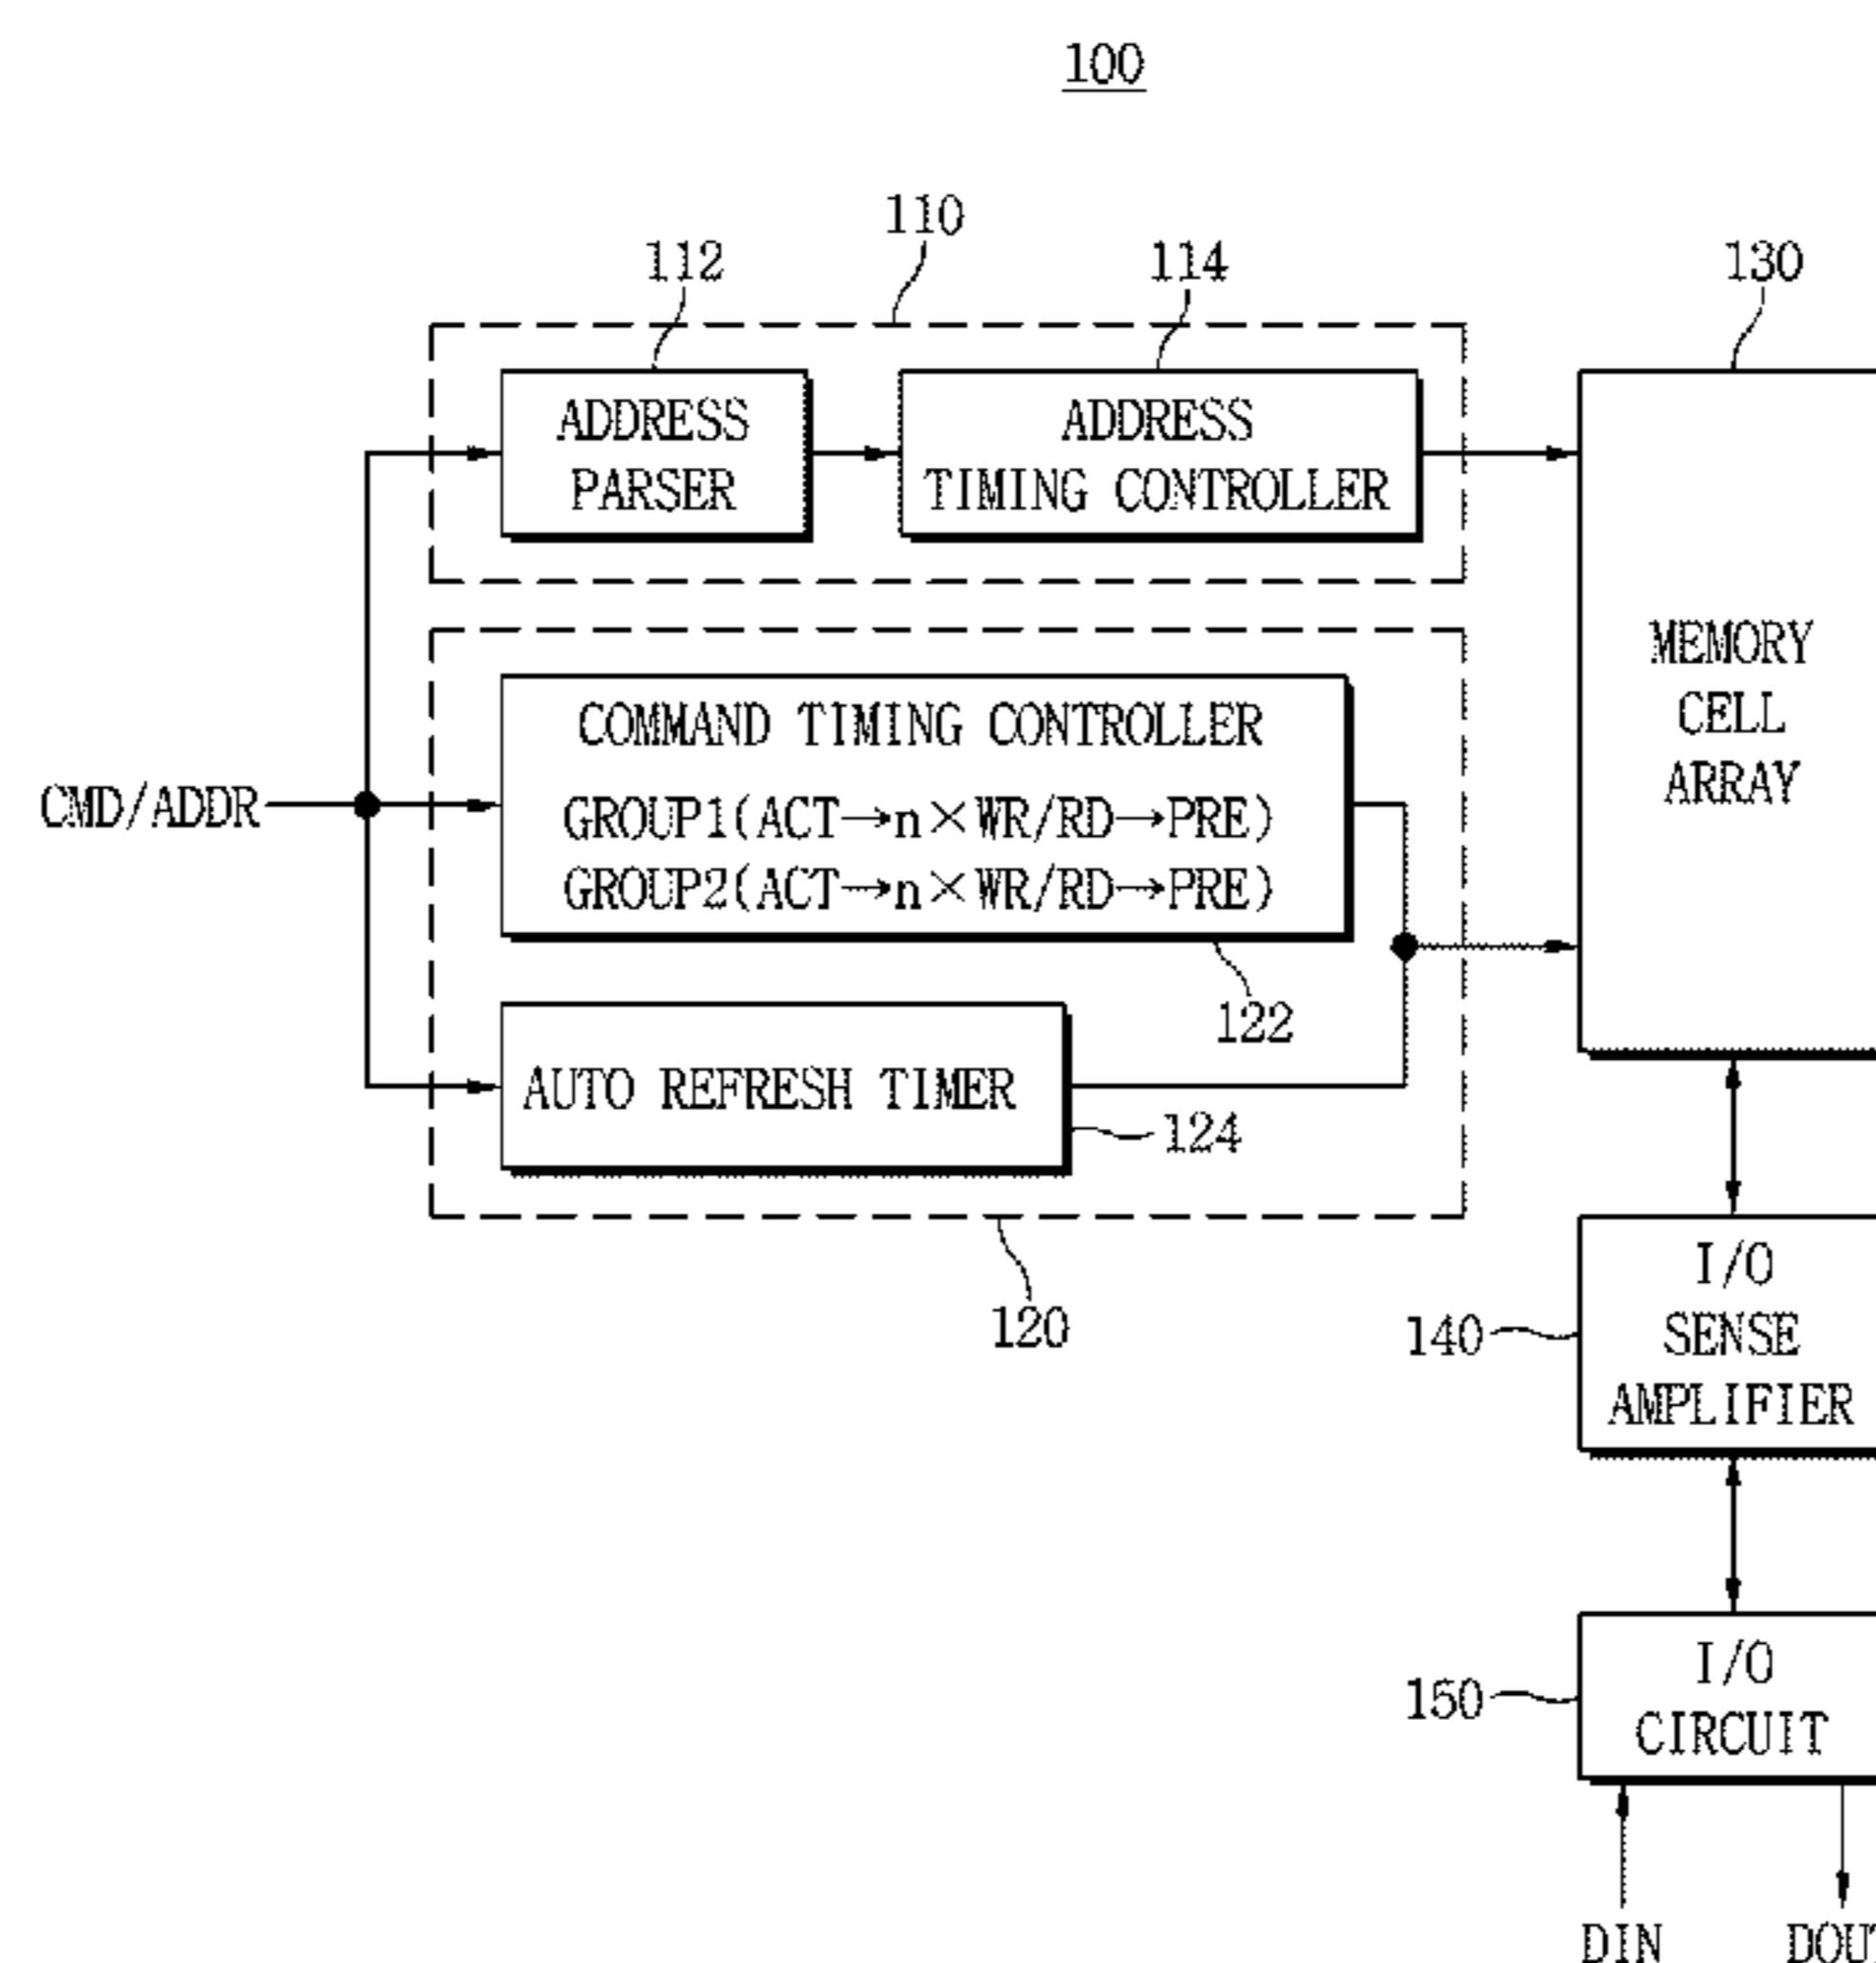 100
110
112
114
130
ADDRESS
PARSER
ADDRESS
TIMING CONTROLLER
MEMORY
CELL
ARRAY
COMMAND TIMING CONTROLLER
GROUP1(ACT→n×WR/RD→PRE)
GROUP2(ACT→n×WR/RD→PRE)
CMD/ADDR
122
AUTO REFRESH TIMER
124
120
I/O
SENSE
AMPLIFIER
140
I/O
CIRCUIT
150
DIN